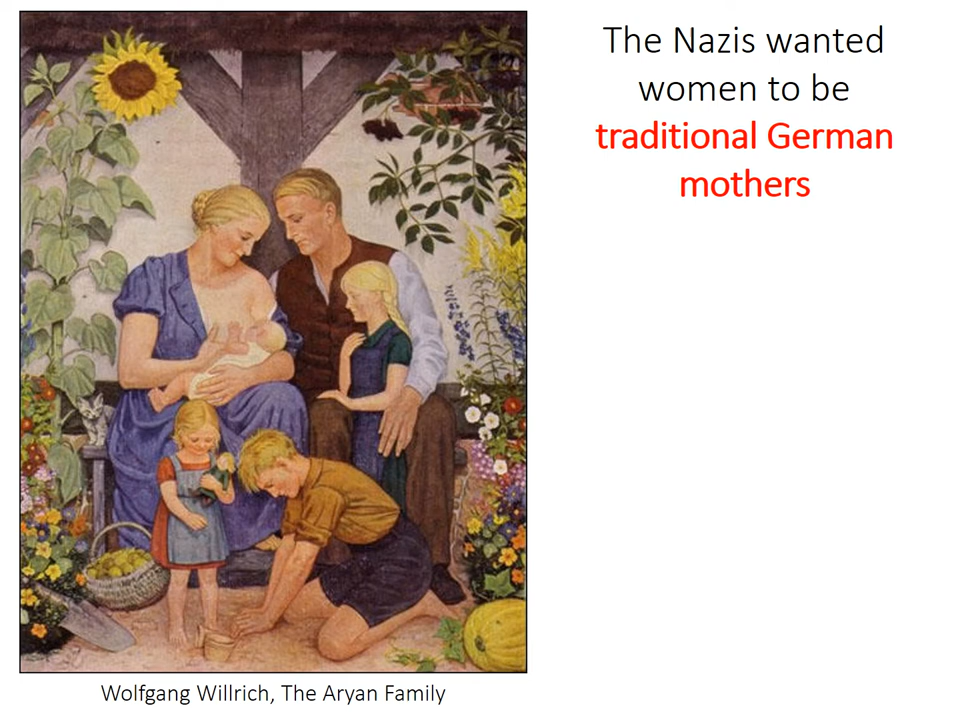 The Nazis wanted
women to be
traditional German
mothers
Wolfgang Willrich, The Aryan Family